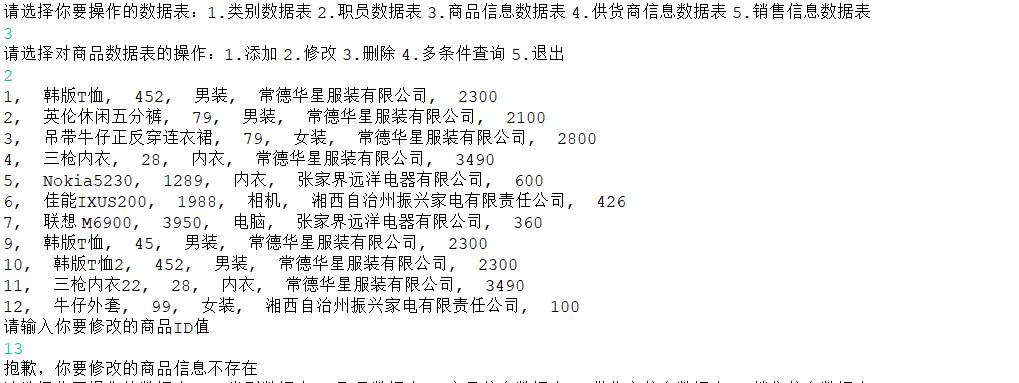 请选择你要操作的数据表：1.类别数据表 2.职员数据表 3.商品信息数据表 4.供货商信息数据表 5.销售信息数据表
3
请选择对商品数据表的操作：1.添加 2.修改 3.删除 4.多条件查询 5.退出
2
1, 韩版T恤, 452, 男装, 常德华星服装有限公司, 2300
2, 英伦休闲五分裤, 79, 男装, 常德华星服装有限公司, 2100
3, 吊带牛仔正反穿连衣裙, 79, 女装, 常德华星服装有限公司, 2800
4, 三枪内衣, 28, 内衣, 常德华星服装有限公司, 3490
5, Nokia5230, 1289, 内衣, 张家界远洋电器有限公司, 600
6, 佳能IXUS200, 1988, 相机, 湘西自治州振兴家电有限责任公司, 426
7, 联想M6900, 3950, 电脑, 张家界远洋电器有限公司, 360
9, 韩版T恤, 45, 男装, 常德华星服装有限公司, 2300
10, 韩版T恤2, 452, 男装, 常德华星服装有限公司, 2300
11, 三枪内衣22, 28, 内衣, 常德华星服装有限公司, 3490
12, 牛仔外套, 99, 女装, 湘西自治州振兴家电有限责任公司, 100
请输入你要修改的商品ID值
13
抱歉，你要修改的商品信息不存在